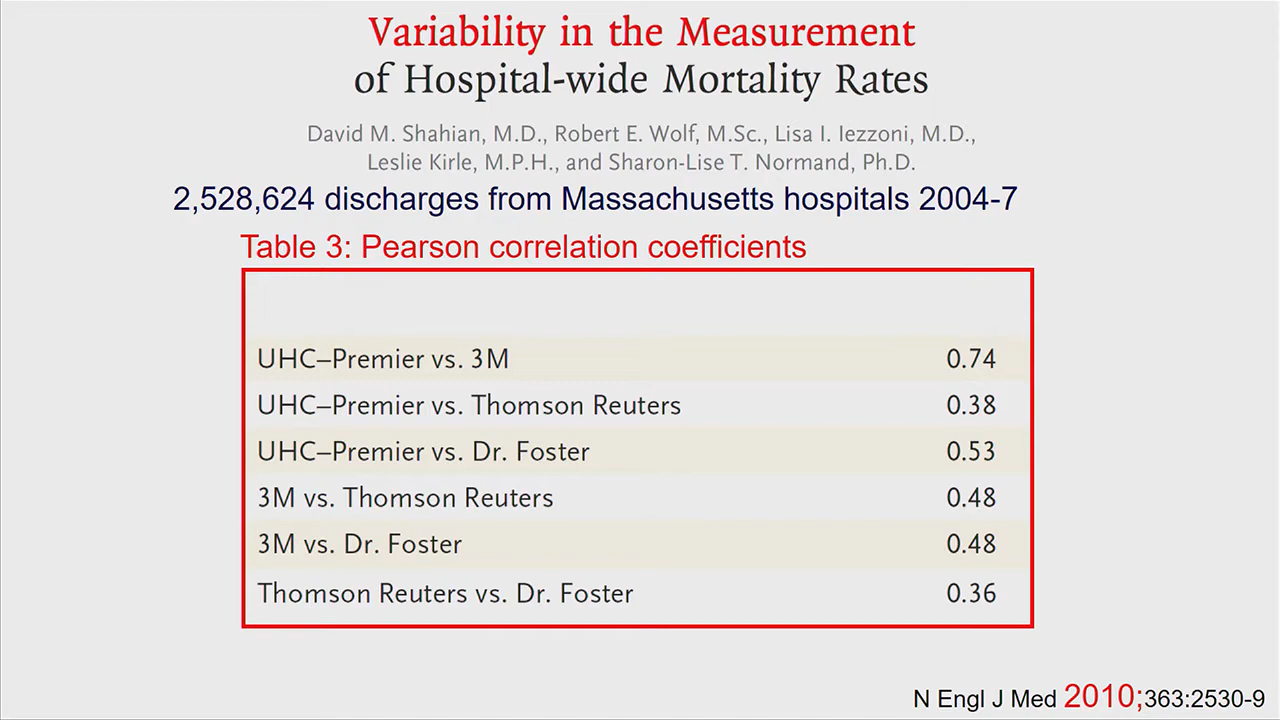 Variability in the Measurement
of Hospital-wide Mortality Rates
David M. Shahian, M.D., Robert E. Wolf, M.Sc., Lisa I. Iezzoni, M.D.,
Leslie Kirle, M.P.H., and Sharon-Lise T. Normand, Ph.D.
2,528,624 discharges from Massachusetts hospitals 2004-7
Table 3: Pearson correlation coefficients
UHC–Premier vs. 3M 0.74
UHC–Premier vs. Thomson Reuters 0.38
UHC–Premier vs. Dr. Foster 0.53
3M vs. Thomson Reuters 0.48
3M vs. Dr. Foster 0.48
Thomson Reuters vs. Dr. Foster 0.36
N Engl J Med 2010;363:2530-9